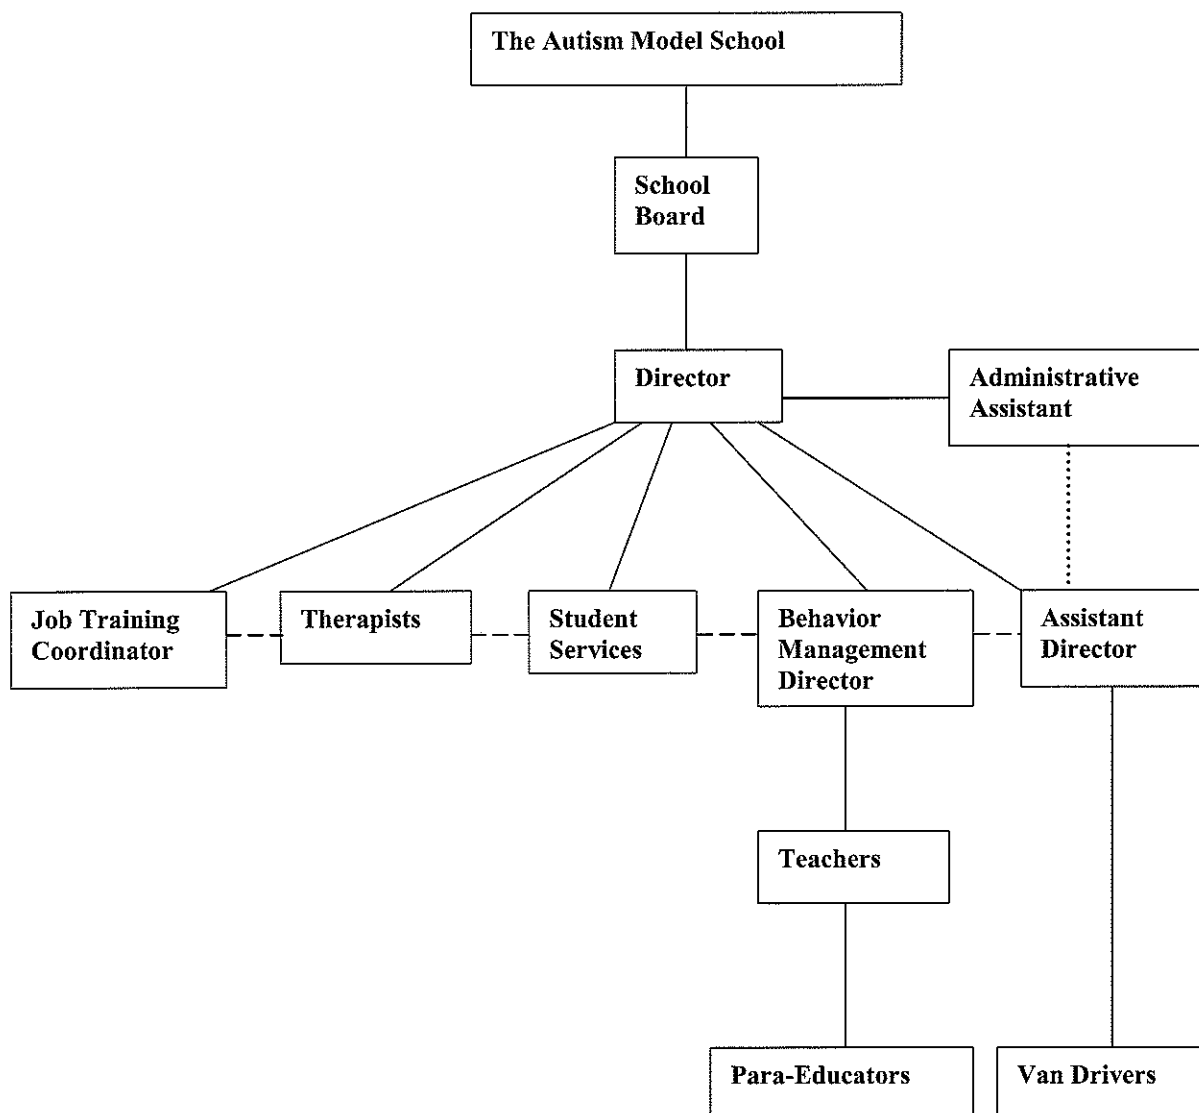 The Autism Model School
School
Board
Director
Administrative
Assistant
Job Training
Coordinator
Therapists
Student
Services
Behavior
Management
Director
Assistant
Director
Teachers
Para-Educators
Van Drivers